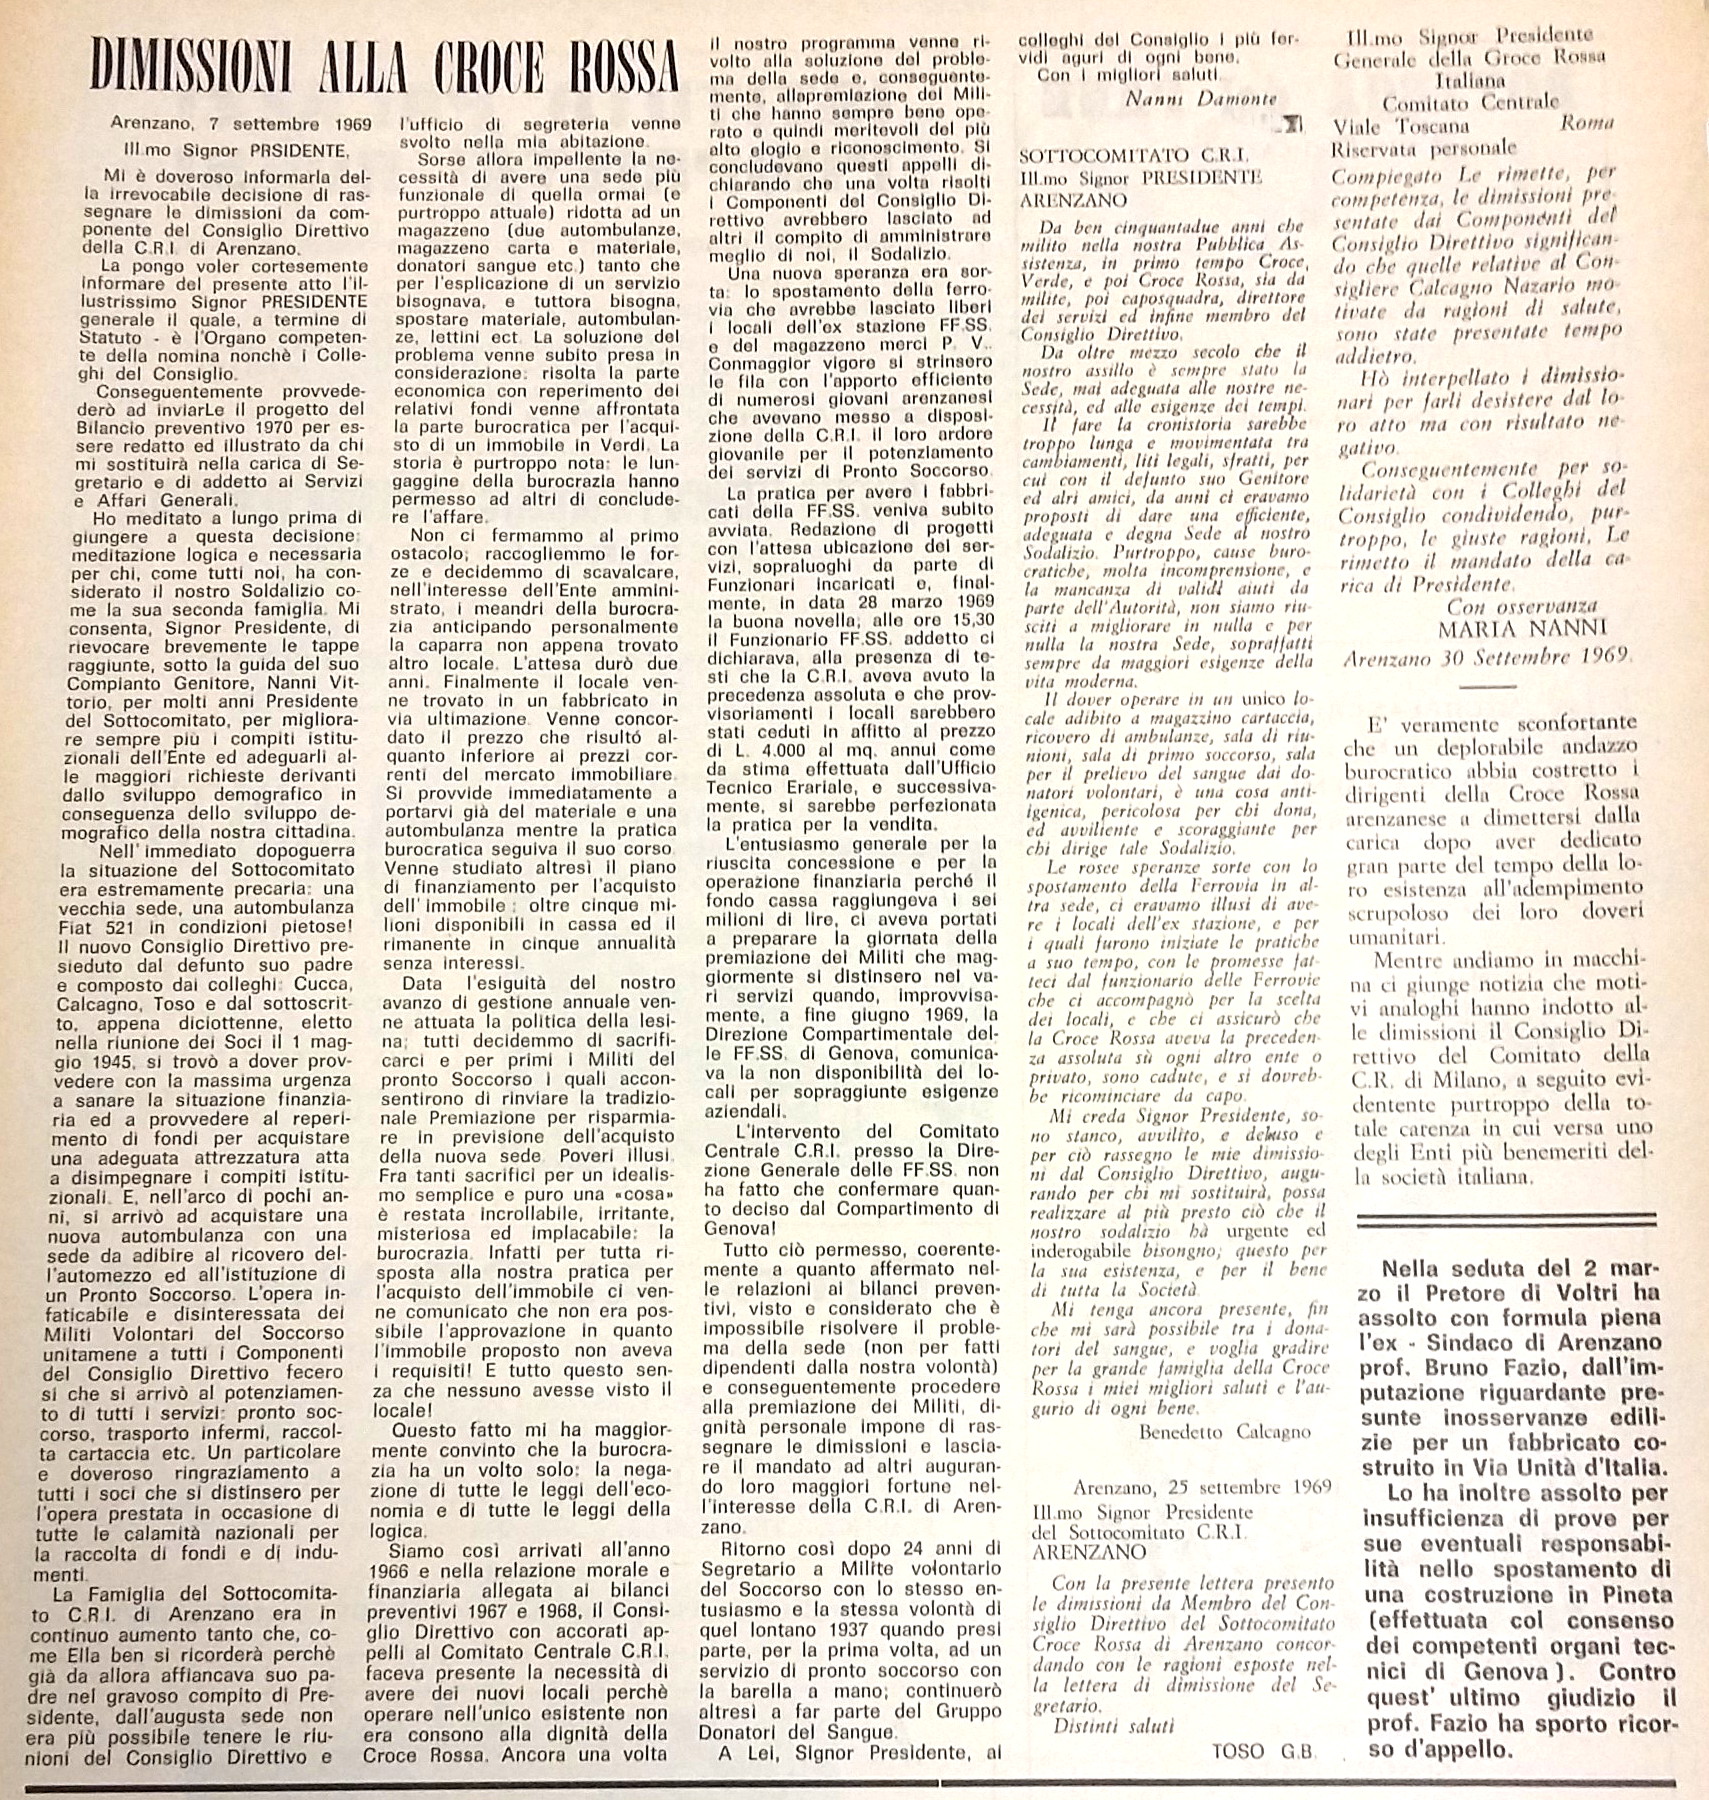 DIMISSIONI ALLA CROCE ROSSA
Arenzano, 7 settembre 1969
Ill.mo Signor PRSIDENTE,
Mi è doveroso informarla del-
la irrevocabile decisione di ras-
segnare le dimissioni da com-
ponente del Consiglio Direttivo
della C.R.I. di Arenzano.
La pongo voler cortesemente
informare del presente atto l'il-
lustrissimo Signor PRESIDENTE
generale il quale, a termine di
Statuto - è l'Organo competen-
te della nomina nonchè i Colle-
ghi del Consiglio.
Conseguentemente provvede-
derò ad inviarLe il progetto del
Bilancio preventivo 1970 per es-
sere redatto ed illustrato da chi
mi sostituirà nella carica di Se-
gretario e di addetto ai Servizi
e Affari Generali.
Ho meditato a lungo prima di
giungere a questa decisione:
meditazione logica e necessaria
per chi, come tutti noi, ha con-
siderato il nostro Soldalizio co-
me la sua seconda famiglia. Mi
consenta, Signor Presidente, di
rievocare brevemente le tappe
raggiunte, sotto la guida del suo
Compianto Genitore, Nanni Vit-
torio, per molti anni Presidente
del Sottocomitato, per migliora-
re sempre più i compiti istitu-
zionali dell'Ente ed adeguarli al-
le maggiori richieste derivanti
dallo sviluppo demografico in
conseguenza dello sviluppo de-
mografico della nostra cittadina.
Nell'immediato dopoguerra
la situazione del Sottocomitato
era estremamente precaria: una
vecchia sede, una autombulanza
Fiat 521 in condizioni pietose!
Il nuovo Consiglio Direttivo pre-
sieduto dal defunto suo padre
e composto dai colleghi: Cucca,
Calcagno, Toso e dal sottoscrit-
to, appena diciottenne, eletto
nella riunione dei Soci il 1 mag-
gio 1945, si trovò a dover prov-
vedere con la massima urgenza
a sanare la situazione finanzia-
ria ed a provvedere al reperi-
mento di fondi per acquistare
una adeguata attrezzatura atta
a disimpegnare i compiti istitu-
zionali. E, nell'arco di pochi an-
ni, si arrivò ad acquistare una
nuova autombulanza con una
sede da adibire al ricovero del-
l'automezzo ed all'istituzione di
un Pronto Soccorso. L'opera in-
faticabile e disinteressata dei
Militi Volontari del Soccorso
unitamene a tutti i Componenti
del Consiglio Direttivo fecero
si che si arrivò al potenziamen-
to di tutti i servizi: pronto soc-
corso, trasporto infermi, raccol-
ta cartaccia etc. Un particolare
e doveroso ringraziamento a
tutti i soci che si distinsero per
l'opera prestata in occasione di
tutte le calamità nazionali per
la raccolta di fondi e di indu-
menti.
La Famiglia del Sottocomita-
to C.R.I. di Arenzano era in
continuo aumento tanto che, co-
me Ella ben si ricorderà perchè
già da allora affiancava suo pa-
dre nel gravoso compito di Pre-
sidente, dall'augusta sede non
era più possibile tenere le riu-
nioni del Consiglio Direttivo e
l'ufficio di segreteria venne
svolto nella mia abitazione.
Sorse allora impellente la ne-
cessità di avere una sede più
funzionale di quella ormai (e
purtroppo attuale) ridotta ad un
magazzeno (due autombulanze,
magazzeno carta e materiale,
donatori sangue etc.) tanto che
per l'esplicazione di un servizio
bisognava, e tuttora bisogna,
spostare materiale, autombulan-
ze, lettini ect. La soluzione del
problema venne subito presa in
considerazione: risolta la parte
economica con reperimento dei
relativi fondi venne affrontata
la parte burocratica per l'acqui-
sto di un immobile in Verdi. La
storia è purtroppo nota: le lun-
gaggine della burocrazia hanno
permesso ad altri di conclude-
re l'affare.
Non ci fermammo al primo
ostacolo; raccogliemmo le for-
ze e decidemmo di scavalcare,
nell'interesse dell'Ente ammini-
strato, i meandri della burocra-
zia anticipando personalmente
la caparra non appena trovato
altro locale. L'attesa durò due
anni. Finalmente il locale ven-
ne trovato in un fabbricato in
via ultimazione. Venne concor-
dato il prezzo che risultó al-
quanto inferiore ai prezzi cor-
renti del mercato immobiliare.
Si provvide immediatamente a
portarvi già del materiale e una
autombulanza mentre la pratica
burocratica seguiva il suo corso.
Venne studiato altresì il piano
di finanziamento per l'acquisto
dell'immobile: oltre cinque mi-
lioni disponibili in cassa ed il
rimanente in cinque annualità
senza interessi.
Data l'esiguità del nostro
avanzo di gestione annuale ven-
ne attuata la politica della lesi-
na; tutti decidemmo di sacrifi-
carci e per primi i Militi del
pronto Soccorso i quali accon-
sentirono di rinviare la tradizio-
nale Premiazione per risparmia-
re in previsione dell'acquisto
della nuova sede. Poveri illusi.
Fra tanti sacrifici per un idealis-
mo semplice e puro una «cosa»
è restata incrollabile, irritante,
misteriosa ed implacabile: la
burocrazia. Infatti per tutta ri-
sposta alla nostra pratica per
l'acquisto dell'immobile ci ven-
ne comunicato che non era pos-
sibile l'approvazione in quanto
l'immobile proposto non aveva
i requisiti! E tutto questo sen-
za che nessuno avesse visto il
locale!
Questo fatto mi ha maggior-
mente convinto che la burocra-
zia ha un volto solo: la nega-
zione di tutte le leggi dell'eco-
nomia e di tutte le leggi della
logica.
Siamo così arrivati all'anno
1966 e nella relazione morale e
finanziaria allegata ai bilanci
preventivi 1967 e 1968, il Consi-
glio Direttivo con accorati ap-
pelli al Comitato Centrale C.R.I.
faceva presente la necessità di
avere dei nuovi locali perchè
operare nell'unico esistente non
era consono alla dignità della
Croce Rossa. Ancora una volta
il nostro programma venne ri-
volto alla soluzione del proble-
ma della sede e, conseguente-
mente, allapremiazione dei Mili-
ti che hanno sempre bene ope-
rato e quindi meritevoli del più
alto elogio e riconoscimento. Si
concludevano questi appelli di-
chiarando che una volta risolti
i Componenti del Consiglio Di-
rettivo avrebbero lasciato ad
altri il compito di amministrare
meglio di noi, il Sodalizio.
Una nuova speranza era sor-
ta: lo spostamento della ferro-
via che avrebbe lasciato liberi
i locali dell'ex stazione FF.SS.
e del magazzeno merci P. V..
Conmaggior vigore si strinsero
le fila con l'apporto efficiente
di numerosi giovani arenzanesi
che avevano messo a disposi-
zione della C.R.I. il loro ardore
giovanile per il potenziamento
dei servizi di Pronto Soccorso.
La pratica per avere i fabbri-
cati della FF.SS. veniva subito
avviata. Redazione di progetti
con l'attesa ubicazione dei ser-
vizi, sopraluoghi da parte di
Funzionari incaricati e, final-
mente, in data 28 marzo 1969
la buona novella; alle ore 15,30
il Funzionario FF.SS. addetto ci
dichiarava, alla presenza di te-
sti che la C.R.I. aveva avuto la
precedenza assoluta e che prov-
visoriamenti i locali sarebbero
stati ceduti in affitto al prezzo
di L. 4.000 al mq. annui come
da stima effettuata dall'Ufficio
Tecnico Erariale, e successiva-
mente, si sarebbe perfezionata
la pratica per la vendita.
L'entusiasmo generale per la
riuscita concessione e per la
operazione finanziaria perché il
fondo cassa raggiungeva i sei
milioni di lire, ci aveva portati
a preparare la giornata della
premiazione dei Militi che mag-
giormente si distinsero nei va-
ri servizi quando, improvvisa-
mente, a fine giugno 1969, la
Direzione Compartimentale del-
le FF.SS. di Genova, comunica-
va la non disponibilità dei lo-
cali per sopraggiunte esigenze
aziendali.
L'intervento del Comitato
Centrale C.R.I. presso la Dire-
zione Generale delle FF.SS. non
ha fatto che confermare quan-
to deciso dal Compartimento di
Genova!
Tutto ciò permesso, coerente-
mente a quanto affermato nel-
le relazioni ai bilanci preven-
tivi, visto e considerato che è
impossibile risolvere il proble-
ma della sede (non per fatti
dipendenti dalla nostra volontà)
e conseguentemente procedere
alla premiazione dei Militi, di-
gnità personale impone di ras-
segnare le dimissioni e lascia-
re il mandato ad altri auguran-
do loro maggiori fortune nel-
l'interesse della C.R.I. di Aren-
zano.
Ritorno così dopo 24 anni di
Segretario a Milite volontario
del Soccorso con lo stesso en-
tusiasmo e la stessa volontà di
quel lontano 1937 quando presi
parte, per la prima volta, ad un
servizio di pronto soccorso con
la barella a mano; continuerò
altresì a far parte del Gruppo
Donatori del Sangue.
A Lei, Signor Presidente, ai
colleghi del Consiglio i più fer-
vidi aguri di ogni bene.
Con i migliori saluti.
Nanni Damonte
SOTTOCOMITATO C.R.I.
Ill.mo Signor PRESIDENTE
ARENZANO
Da ben cinquantadue anni che
milito nella nostra Pubblica As-
sistenza, in primo tempo Croce,
Verde, e poi Croce Rossa, sia da
milite, poi caposquadra, direttore
dei servizi ed infine membro del
Consiglio Direttivo.
Da oltre mezzo secolo che il
nostro assillo è sempre stato la
Sede, mai adeguata alle nostre ne-
cessità, ed alle esigenze dei tempi.
Il fare la cronistoria sarebbe
troppo lunga e movimentata tra
cambiamenti, liti legali, sfratti, per
cui con il defunto suo Genitore
ed alri amici, da anni ci eravamo
proposti di dare una efficiente,
adeguata e degna Sede al nostro
Sodalizio. Purtroppo, cause buro-
cratiche, molta incomprensione, e
la mancanza di validi aiuti da
parte dell'Autorità, non siamo riu-
sciti a migliorare in nulla e per
nulla la nostra Sede, sopraffatti
sempre da maggiori esigenze della
vita moderna.
Il dover operare in un unico lo-
cale adibito a magazzino cartaccia,
ricovero di ambulanze, sala di riu-
nioni, sala di primo soccorso, sala
per il prelievo del sangue dai do-
natori volontari, è una cosa anti-
igenica, pericolosa per chi dona,
ed avviliente e scoraggiante per
chi dirige tale Sodalizio.
Le rosee speranze sorte con lo
spostamento della Ferrovia in al-
tra sede, ci eravamo illusi di ave-
re i locali dell'ex stazione, e per
i quali furono iniziate le pratiche
a suo tempo, con le promesse fat-
teci dal funzionario delle Ferrovie
che ci accompagnò per la scelta
dei locali, e che ci assicurò che
la Croce Rossa aveva la preceden-
za assoluta sù ogni altro ente o
privato, sono cadute, e si dovreb-
be ricominciare da capo.
Mi creda Signor Presidente, so-
no stanco, avvilito, e deluso e
per ciò rassegno le mie dimissio-
ni dal Consiglio Direttivo, augu-
rando per chi mi sostituirà, possa
realizzare al più presto ciò che il
nostro sodalizio hà urgente ed
inderogabile bisongno; questo per
la sua esistenza, e per il bene
di tutta la Società.
Mi tenga ancora presente, fin
che mi sarà possibile tra i dona-
tori del sangue, e voglia gradire
per la grande famiglia della Croce
Rossa i miei migliori saluti e l'au-
gurio di ogni bene.
Benedetto Calcagno
Arenzano, 25 settembre 1969
Ill.mo Signor Presidente
del Sottocomitato C.R.I.
ARENZANO
Con la presente lettera presento
le dimissioni da Membro del Con-
siglio Direttivo del Sottocomitato
Croce Rossa di Arenzano concor-
dando con le ragioni esposte nel-
la lettera di dimissione del Se-
gretario.
Distinti saluti
TOSO G.B.
Ill.mo Signor Presidente
Generale della Groce Rossa
Italiana
Comitato Centrale
Viale Toscana Roma
Riservata personale
Compiegato Le rimette, per
competenza, le dimissioni pre-
sentate dai Componenti del
Consiglio Direttivo significan-
do che quelle relative al Con-
sigliere Calcagno Nazario mo-
tivate da ragioni di salute,
sono state presentate tempo
addietro.
Hò interpellato i dimissio-
nari per farli desistere dal lo-
ro atto ma con risultato ne-
gativo.
Conseguentemente per so-
lidarietà con i Colleghi del
Consiglio condividendo, pur-
troppo, le giuste ragioni, Le
rimetto il mandato della ca-
rica di Presidente.
Con osservanza
MARIA NANNI
Arenzano 30 Settembre 1969.
E' veramente sconfortante
che un deplorabile andazzo
burocratico abbia costretto i
dirigenti della Croce Rossa
arenzanese a dimettersi dalla
carica dopo aver dedicato
gran parte del tempo della lo-
ro esistenza all'adempimento
scrupoloso dei loro doveri
umanitari.
Mentre andiamo in macchi-
na ci giunge notizia che moti-
vi analoghi hanno indotto al-
le dimissioni il Consiglio Di-
rettivo del Comitato della
C.R. di Milano, a seguito evi-
dentente purtroppo della to-
tale carenza in cui versa uno
degli Enti più benemeriti del-
la società italiana.
Nella seduta del 2 mar-
zo il Pretore di Voltri ha
assolto con formula piena
l'ex - Sindaco di Arenzano
prof. Bruno Fazio, dall'im-
putazione riguardante pre-
sunte inosservanze edili-
zie per un fabbricato co-
struito in Via Unità d'Italia.
Lo ha inoltre assolto per
insufficienza di prove per
sue eventuali responsabi-
lità nello spostamento di
una costruzione in Pineta
(effettuata col consenso
dei competenti organi tec-
nici di Genova). Contro
quest' ultimo giudizio il
prof. Fazio ha sporto ricor-
so d'appello.